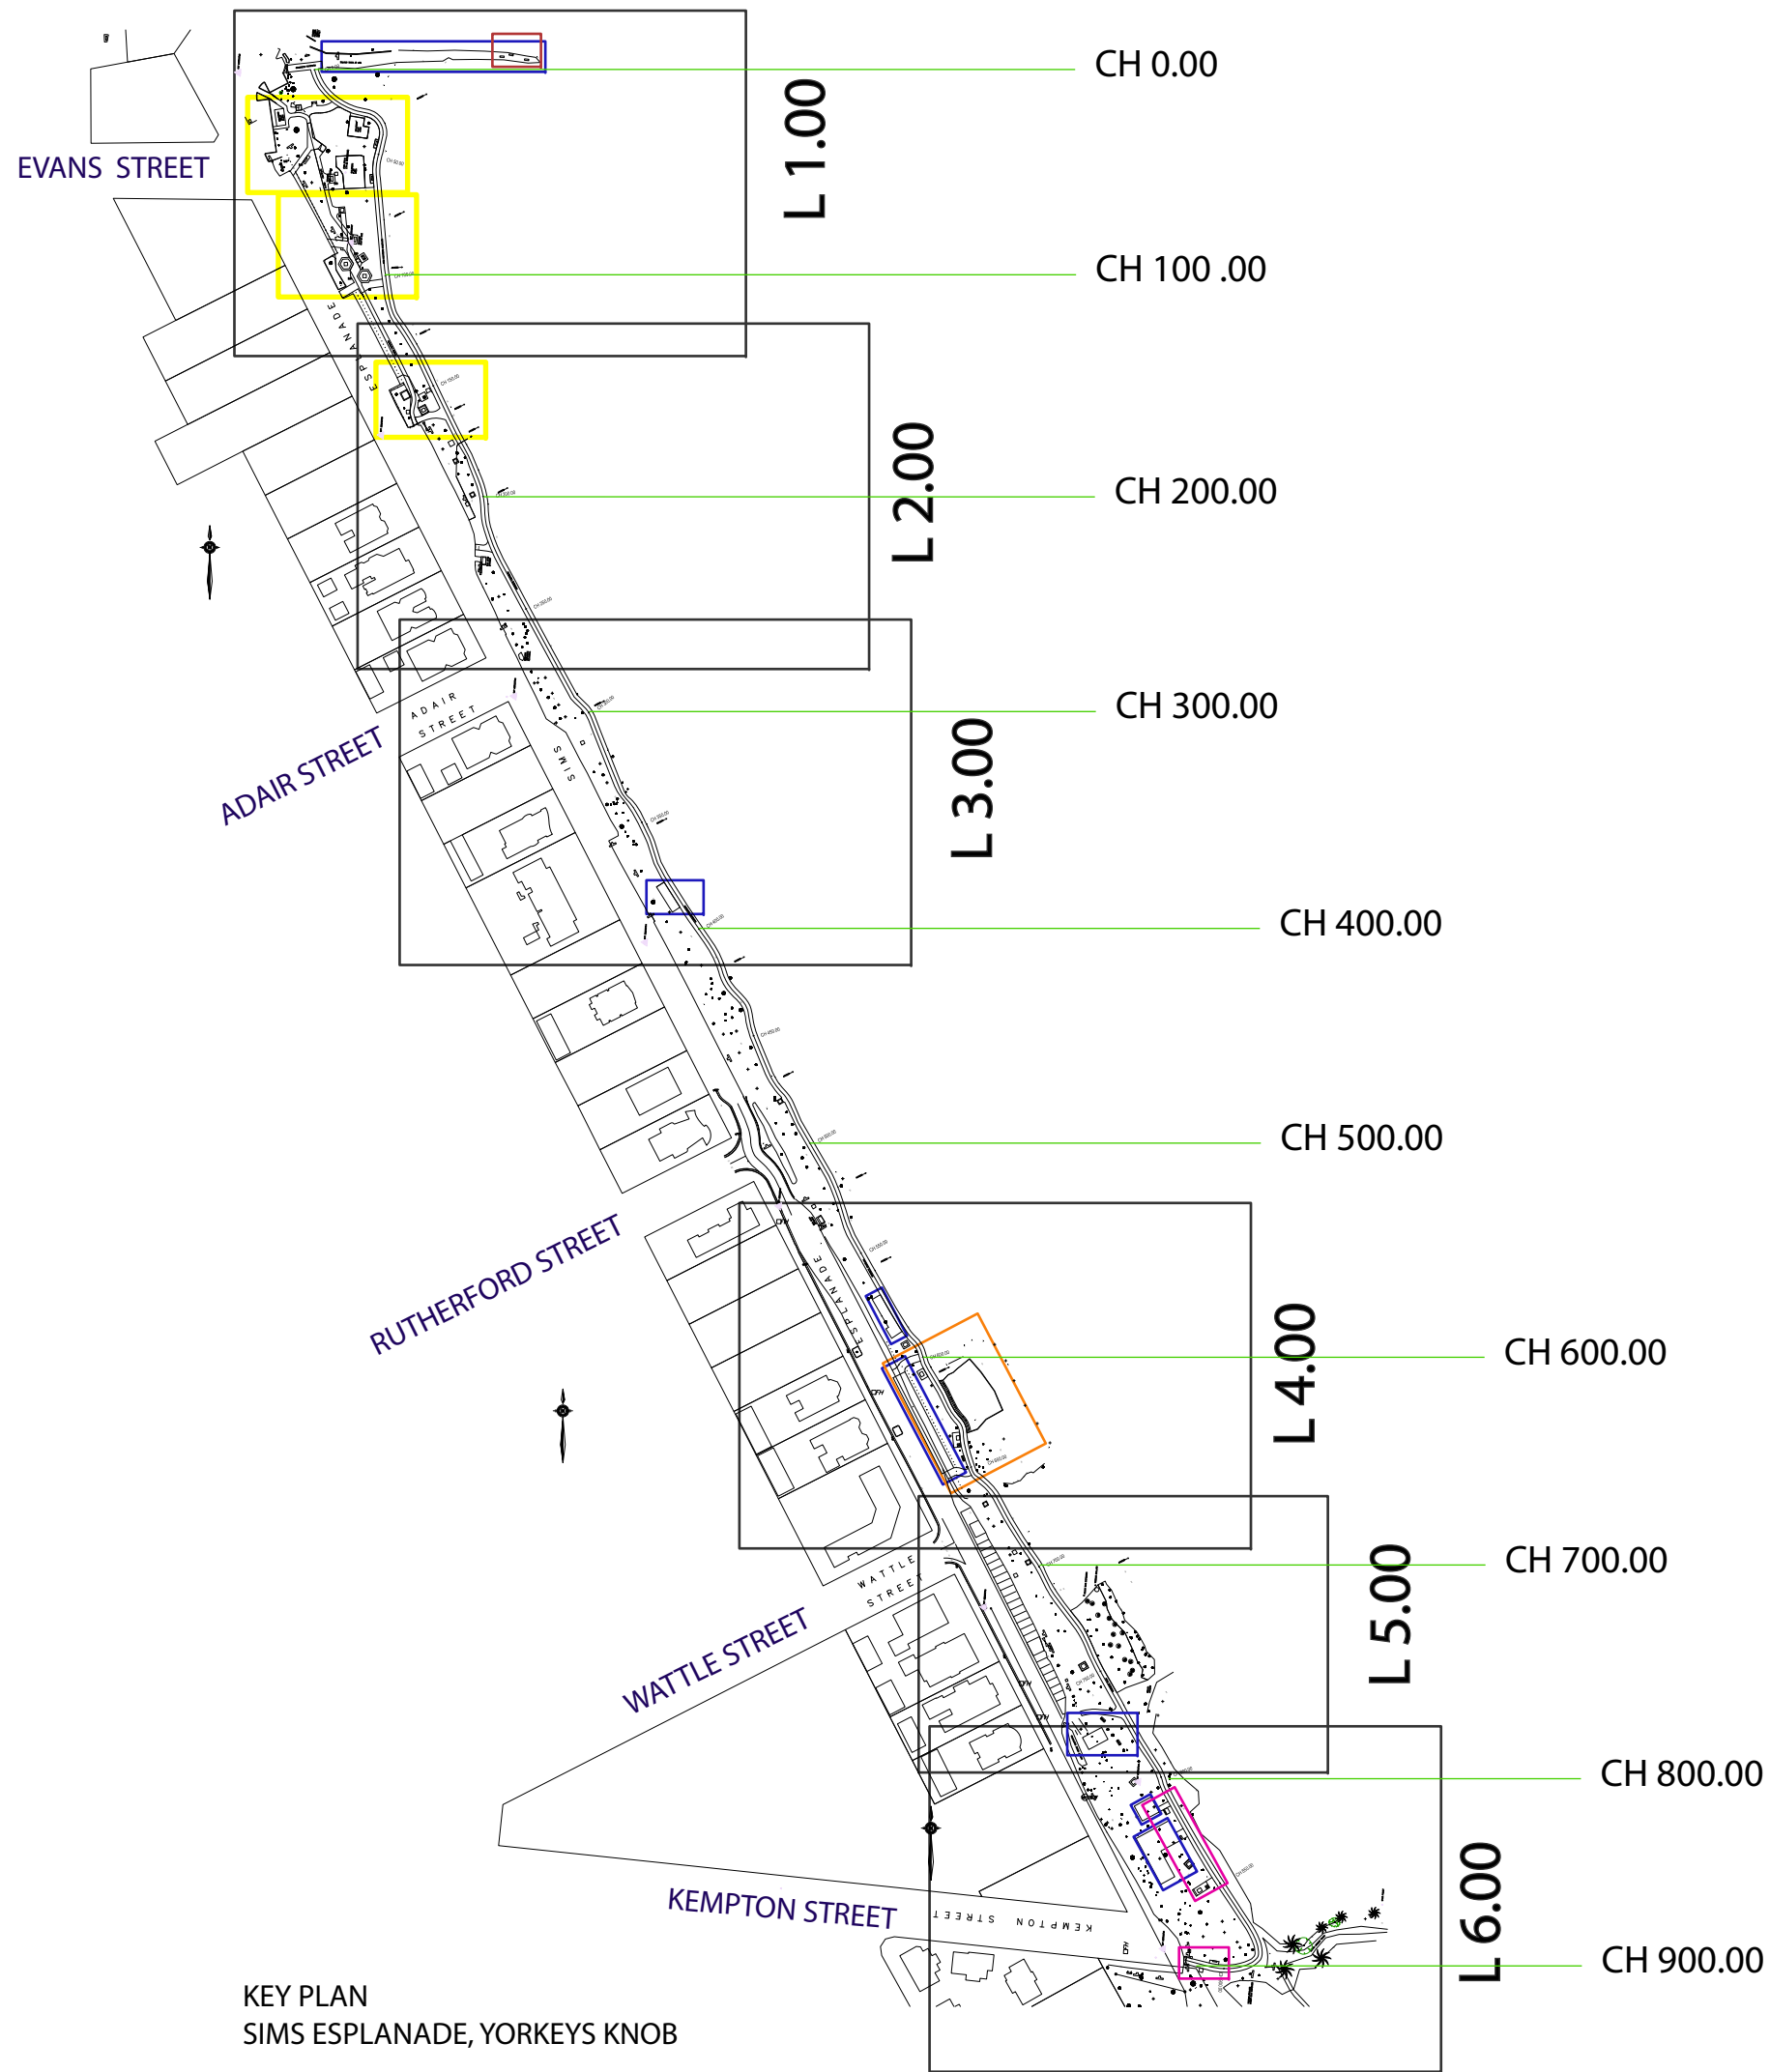 CH 0.00
L 1.00
EVANS STREET
CH 100 .00
ESPLANADE
L 2.00
CH 200.00
CH 300.00
ADAIR
STREET
ADAIR STREET
SIMS
L 3.00
CH 400.00
CH 500.00
RUTHERFORD STREET
ESPLANADE
L 4.00
CH 600.00
CH 700.00
WATTLE
STREET
WATTLE STREET
L 5.00
CH 800.00
KEMPTON STREET
KEMPTON STREET
L 6.00
CH 900.00
KEY PLAN
SIMS ESPLANADE, YORKEYS KNOB